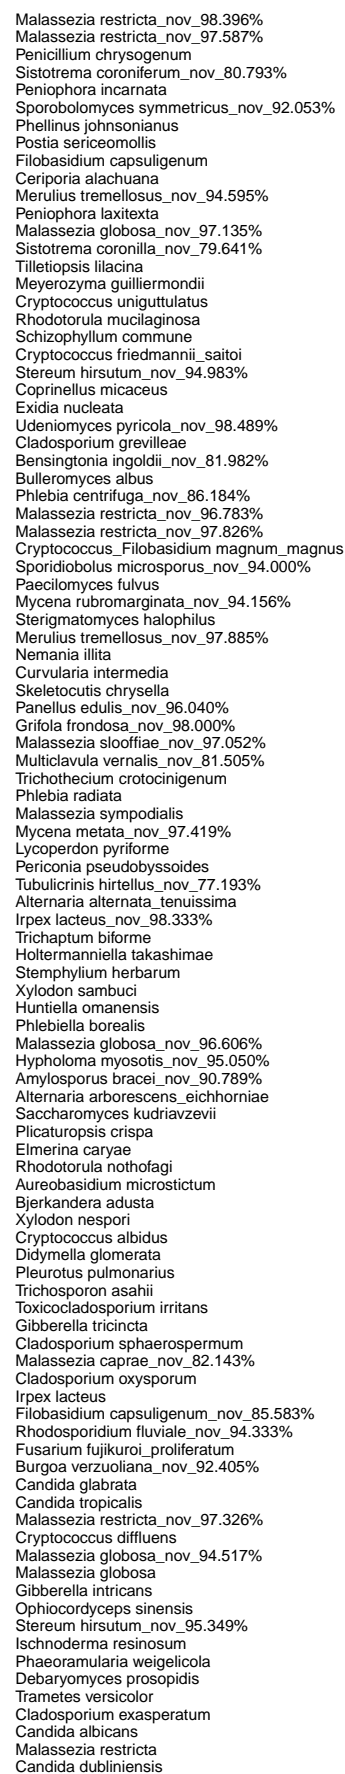 Malassezia restricta_nov_98.396%
Malassezia restricta_nov_97.587%
Penicillium chrysogenum
Sistotrema coroniferum_nov_80.793%
Peniophora incarnata
Sporobolomyces symmetricus_nov_92.053%
Phellinus johnsonianus
Postia sericeomollis
Filobasidium capsuligenum
Ceriporia alachuana
Merulius tremellosus_nov_94.595%
Peniophora laxitexta
Malassezia globosa_nov_97.135%
Sistotrema coronilla_nov_79.641%
Tilletiopsis lilacina
Meyerozyma guilliermondii
Cryptococcus uniguttulatus
Rhodotorula mucilaginosa
Schizophyllum commune
Cryptococcus friedmannii_saitoi
Stereum hirsutum_nov_94.983%
Coprinellus micaceus
Exidia nucleata
Udeniomyces pyricola_nov_98.489%
Cladosporium grevilleae
Bensingtonia ingoldii_nov_81.982%
Bulleromyces albus
Phlebia centrifuga_nov_86.184%
Malassezia restricta_nov_96.783%
Malassezia restricta_nov_97.826%
Cryptococcus_Filobasidium magnum_magnus
Sporidiobolus microsporus_nov_94.000%
Paecilomyces fulvus
Mycena rubromarginata_nov_94.156%
Sterigmatomyces halophilus
Merulius tremellosus_nov_97.885%
Nemania illita
Curvularia intermedia
Skeletocutis chrysella
Panellus edulis_nov_96.040%
Grifola frondosa_nov_98.000%
Malassezia slooffiae_nov_97.052%
Multiclavula vernalis_nov_81.505%
Trichothecium crotocinigenum
Phlebia radiata
Malassezia sympodialis
Mycena metata_nov_97.419%
Lycoperdon pyriforme
Periconia pseudobyssoides
Tubulicrinis hirtellus_nov_77.193%
Alternaria alternata_tenuissima
Irpex lacteus_nov_98.333%
Trichaptum biforme
Holtermanniella takashimae
Stemphylium herbarum
Xylodon sambuci
Huntiella omanensis
Phlebiella borealis
Malassezia globosa_nov_96.606%
Hypholoma myosotis_nov_95.050%
Amylosporus bracei_nov_90.789%
Alternaria arborescens_eichhorniae
Saccharomyces kudriavzevii
Plicaturopsis crispa
Elmerina caryae
Rhodotorula nothofagi
Aureobasidium microstictum
Bjerkandera adusta
Xylodon nespori
Cryptococcus albidus
Didymella glomerata
Pleurotus pulmonarius
Trichosporon asahii
Toxicocladosporium irritans
Gibberella tricincta
Cladosporium sphaerospermum
Malassezia caprae_nov_82.143%
Cladosporium oxysporum
Irpex lacteus
Filobasidium capsuligenum_nov_85.583%
Rhodosporidium fluviale_nov_94.333%
Fusarium fujikuroi_proliferatum
Burgoa verzuoliana_nov_92.405%
Candida glabrata
Candida tropicalis
Malassezia restricta_nov_97.326%
Cryptococcus diffluens
Malassezia globosa_nov_94.517%
Malassezia globosa
Gibberella intricans
Ophiocordyceps sinensis
Stereum hirsutum_nov_95.349%
Ischnoderma resinosum
Phaeoramularia weigelicola
Debaryomyces prosopidis
Trametes versicolor
Cladosporium exasperatum
Candida albicans
Malassezia restricta
Candida dubliniensis